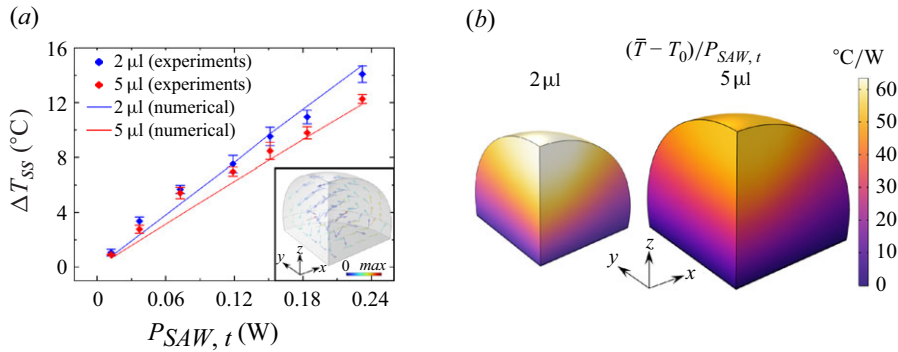 (a)
16
12
8
4
0
ΔT_SS (°C)
2 μl (experiments)
5 μl (experiments)
2 μl (numerical)
5 μl (numerical)
z
y
x
0 max
0 0.06 0.12 0.18 0.24
P_SAW, t (W)
(b)
(T̄ − T₀)/P_SAW, t
°C/W
2 μl
5 μl
60
50
40
30
20
10
0
z
y
x